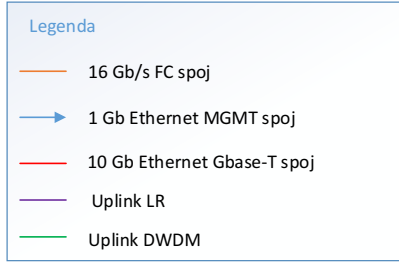 Legenda
16 Gb/s FC spoj
1 Gb Ethernet MGMT spoj
10 Gb Ethernet Gbase-T spoj
Uplink LR
Uplink DWDM